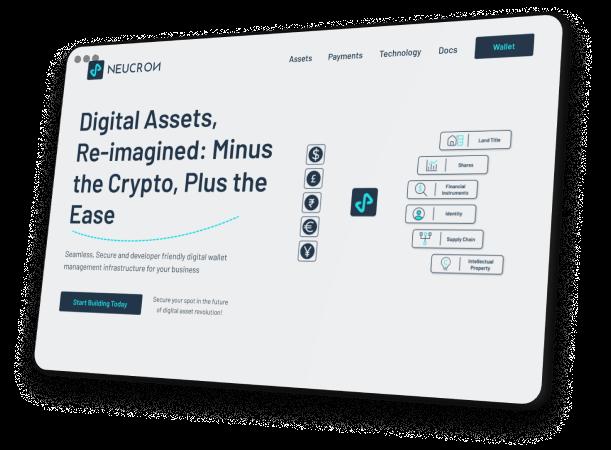 NEUCRON
Assets
Payments
Technology
Docs
Wallet
Digital Assets,
Re-imagined: Minus
the Crypto, Plus the
Ease
Seamless, Secure and developer friendly digital wallet
management infrastructure for your business
Start Building Today
Secure your spot in the future
of digital asset revolution!
$
£
₹
€
¥
Land Title
Shares
Financial
Instruments
Identity
Supply Chain
Intellectual
Property